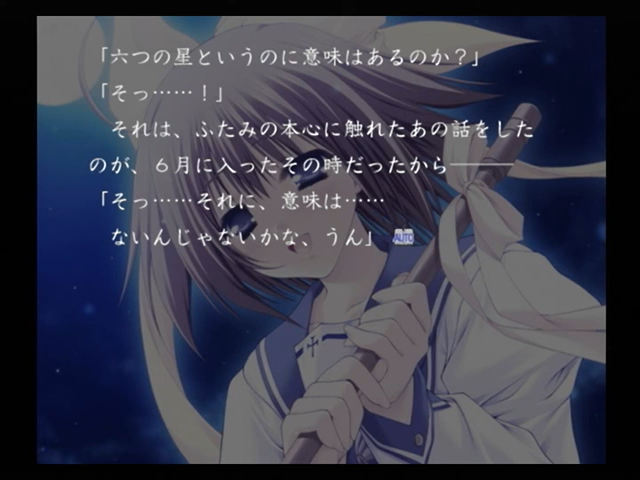 「六つの星というのに意味はあるのか？」
「そっ……！」
　それは、ふたみの本心に触れたあの話をした
のが、６月に入ったその時だったから―――
「そっ……それに、意味は……
　ないんじゃないかな、うん」 AUTO